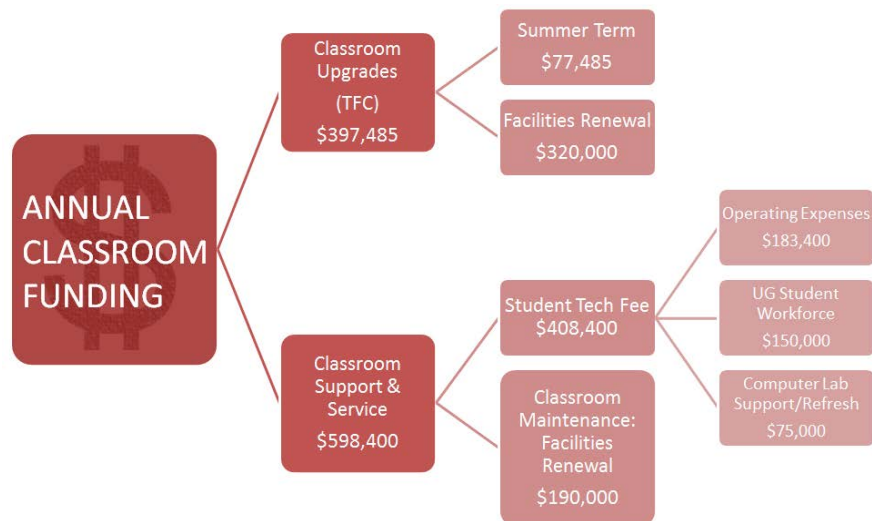 ANNUAL
CLASSROOM
FUNDING
Classroom
Upgrades
(TFC)
$397,485
Summer Term
$77,485
Facilities Renewal
$320,000
Classroom
Support &
Service
$598,400
Student Tech Fee
$408,400
Operating Expenses
$183,400
UG Student
Workforce
$150,000
Computer Lab
Support/Refresh
$75,000
Classroom
Maintenance:
Facilities
Renewal
$190,000